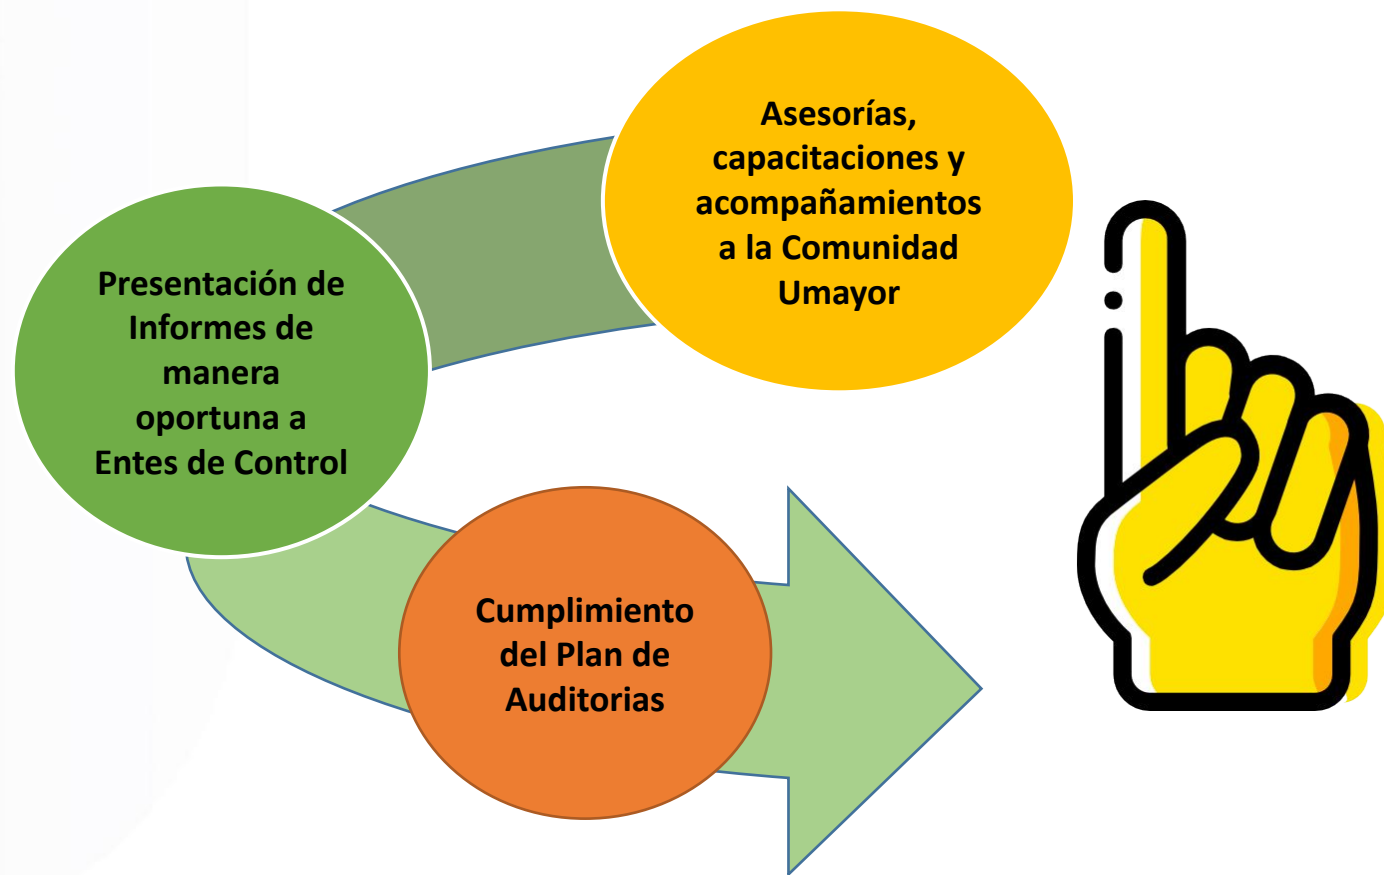 Asesorías,
capacitaciones y
acompañamientos
a la Comunidad
Umayor
Presentación de
Informes de
manera
oportuna a
Entes de Control
Cumplimiento
del Plan de
Auditorias